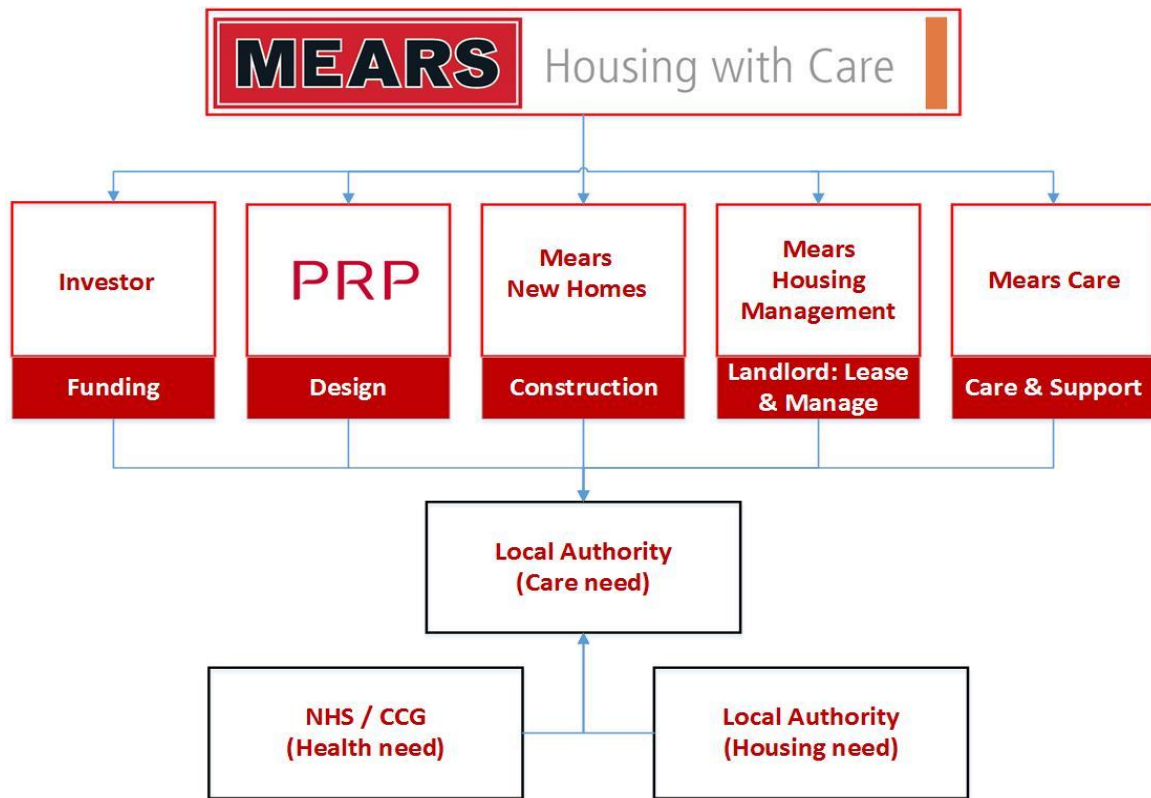 MEARS Housing with Care
Investor
Funding
PRP
Design
Mears
New Homes
Construction
Mears
Housing
Management
Landlord: Lease
& Manage
Mears Care
Care & Support
Local Authority
(Care need)
NHS / CCG
(Health need)
Local Authority
(Housing need)